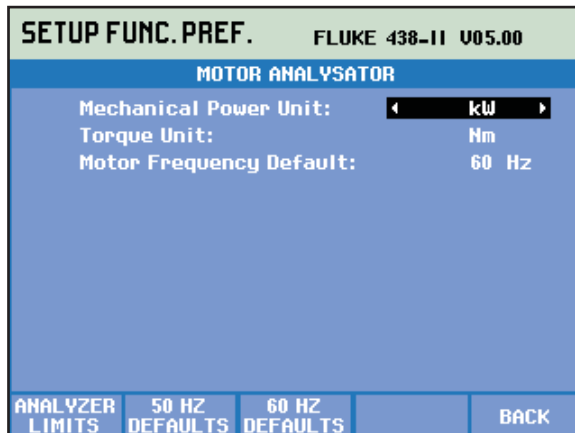 SETUP FUNC. PREF. FLUKE 438-II V05.00
MOTOR ANALYSATOR
Mechanical Power Unit: kW
Torque Unit: Nm
Motor Frequency Default: 60 Hz
ANALYZER LIMITS 50 HZ DEFAULTS 60 HZ DEFAULTS BACK